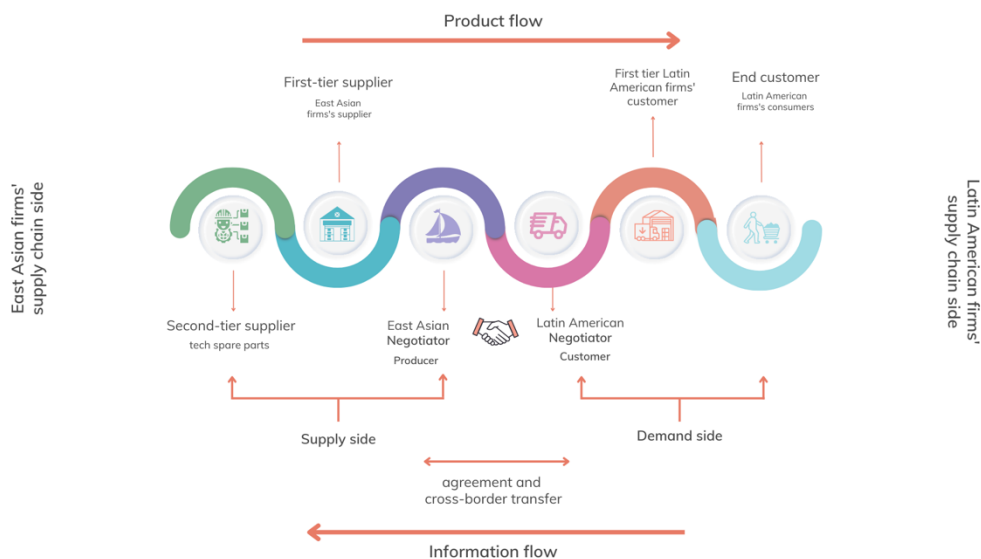 Product flow
First-tier supplier
East Asian
firms's supplier
First tier Latin
American firms'
customer
End customer
Latin American
firms's consumers
East Asian firms'
supply chain side
Latin American firms'
supply chain side
Second-tier supplier
tech spare parts
East Asian
Negotiator
Producer
Latin American
Negotiator
Customer
Supply side
Demand side
agreement and
cross-border transfer
Information flow